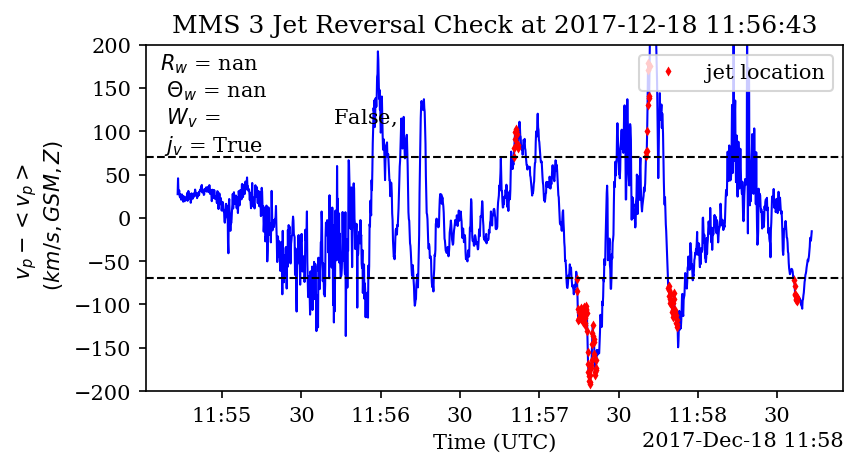 MMS 3 Jet Reversal Check at 2017-12-18 11:56:43
R_w = nan
Θ_w = nan
W_v = False,
j_v = True
jet location
200
150
100
50
0
−50
−100
−150
−200
v_p − < v_p >
(km/s, GSM, Z)
11:55 30 11:56 30 11:57 30 11:58 30
Time (UTC)
2017-Dec-18 11:58